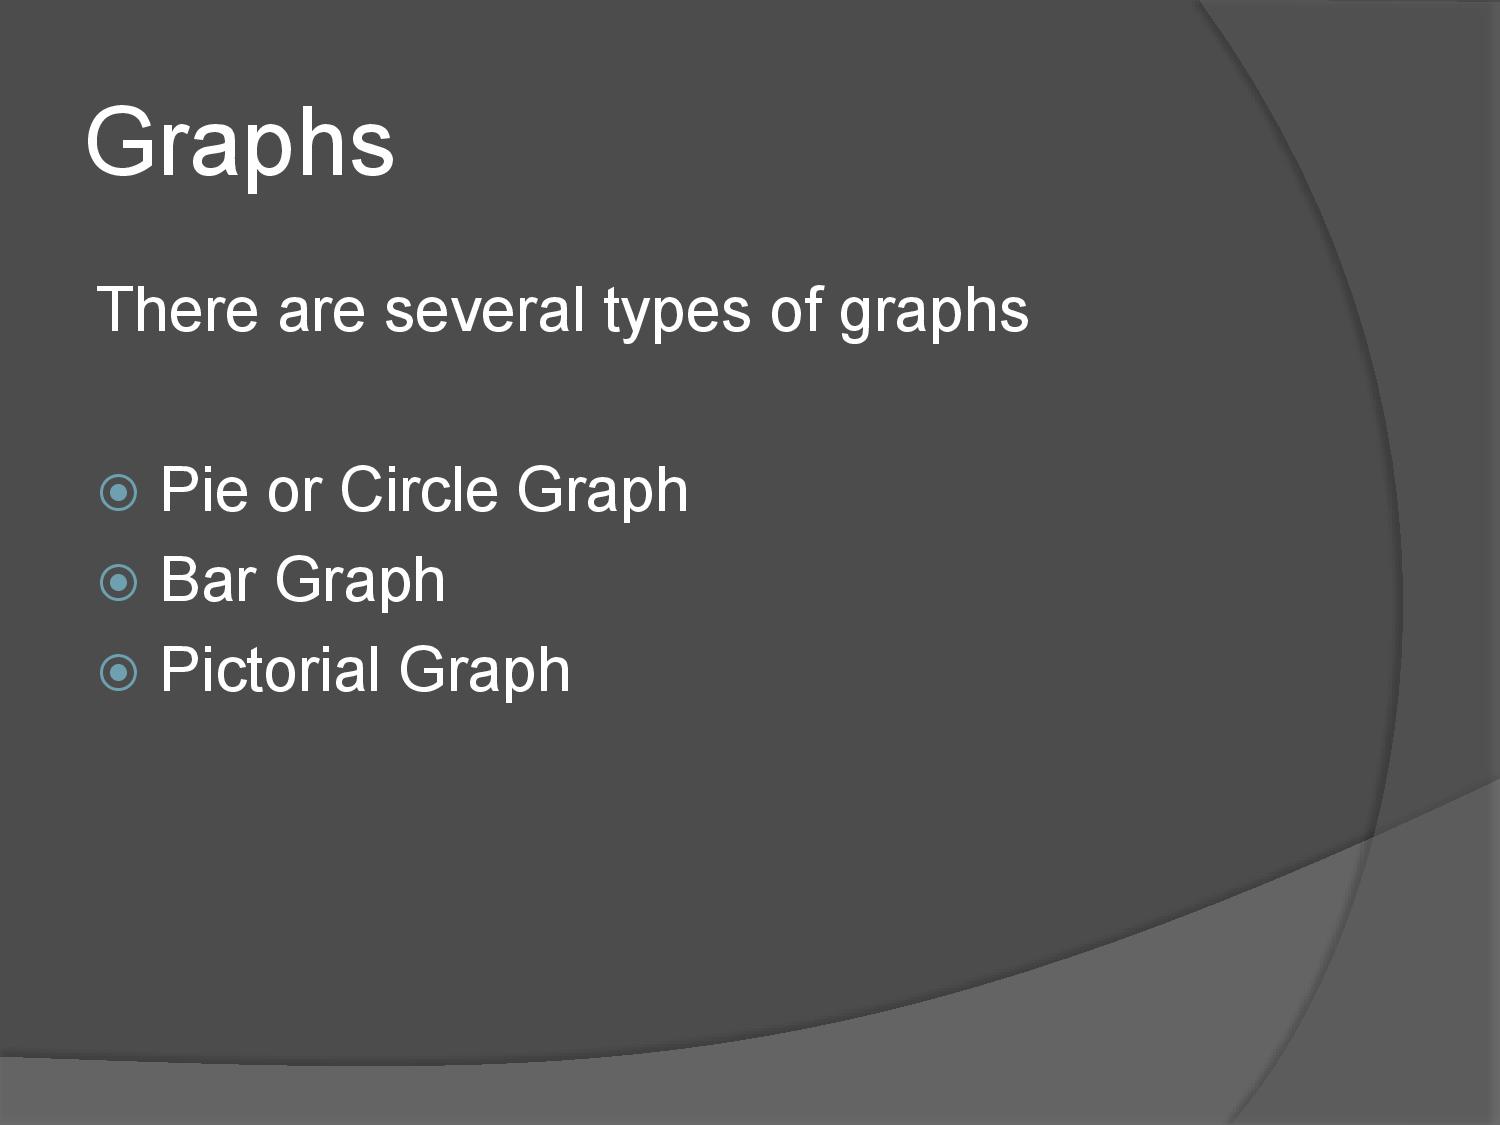 Graphs
There are several types of graphs
Pie or Circle Graph
Bar Graph
Pictorial Graph